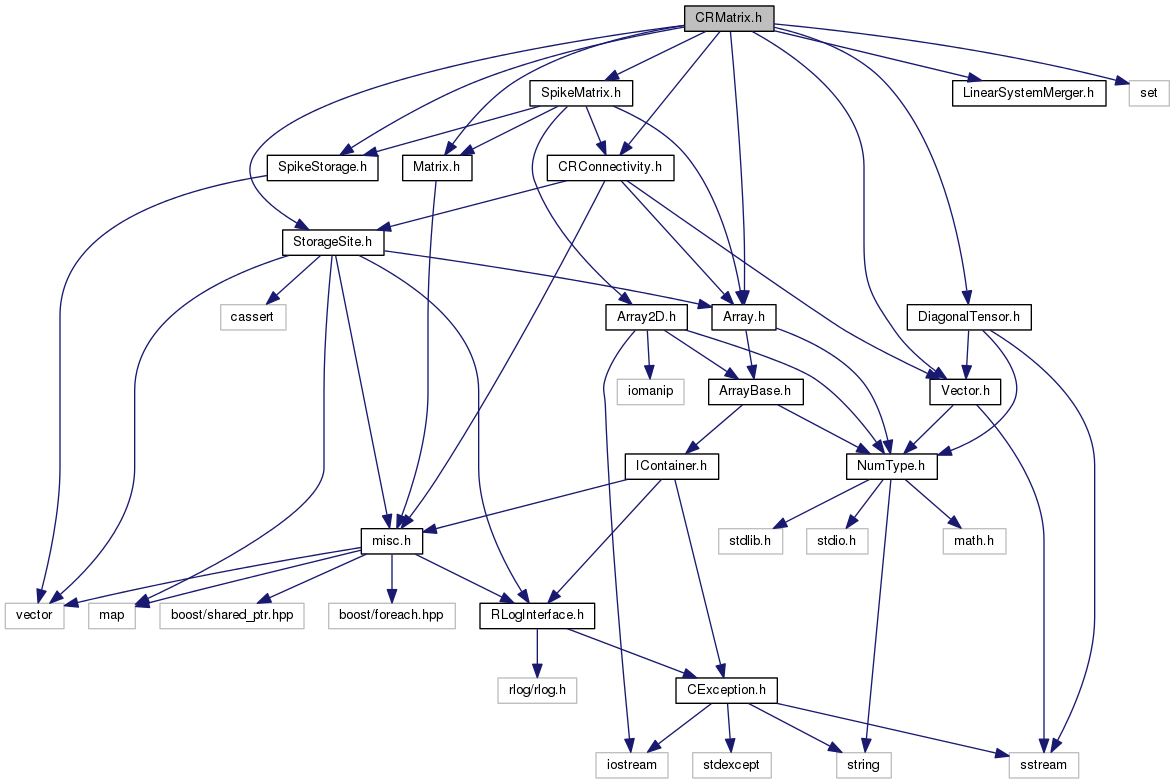 CRMatrix.h
SpikeMatrix.h
LinearSystemMerger.h
set
SpikeStorage.h
Matrix.h
CRConnectivity.h
StorageSite.h
cassert
Array2D.h
Array.h
DiagonalTensor.h
iomanip
ArrayBase.h
Vector.h
IContainer.h
NumType.h
misc.h
stdlib.h
stdio.h
math.h
vector
map
boost/shared_ptr.hpp
boost/foreach.hpp
RLogInterface.h
rlog/rlog.h
CException.h
iostream
stdexcept
string
sstream